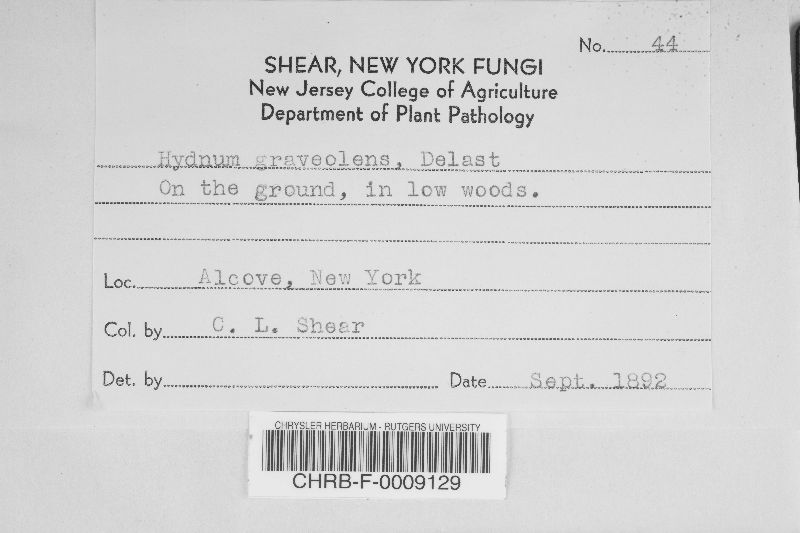 No. 44
SHEAR, NEW YORK FUNGI
New Jersey College of Agriculture
Department of Plant Pathology
Hydnum graveolens, Delast
On the ground, in low woods.
Loc. Alcove, New York
Col. by C. L. Shear
Det. by
Date Sept. 1892
CHRYSLER HERBARIUM - RUTGERS UNIVERSITY
CHRB-F-0009129